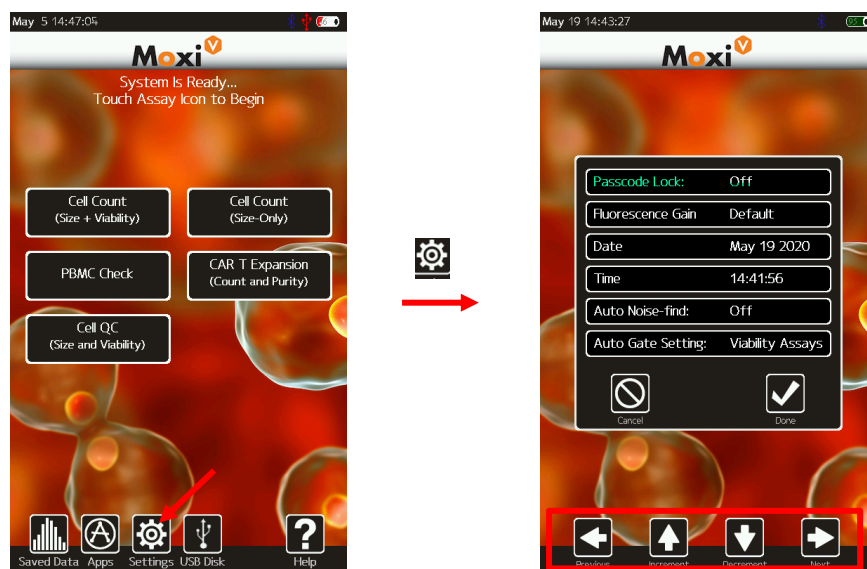 May 5 14:47:05
Moxi V
System Is Ready...
Touch Assay Icon to Begin
Cell Count
(Size + Viability)
Cell Count
(Size-Only)
PBMC Check
CAR T Expansion
(Count and Purity)
Cell QC
(Size and Viability)
Saved Data
Apps
Settings
USB Disk
Help
May 19 14:43:27
95
Moxi V
Passcode Lock: Off
Fluorescence Gain Default
Date May 19 2020
Time 14:41:56
Auto Noise-find: Off
Auto Gate Setting: Viability Assays
Cancel
Done
Previous
Increment
Decrement
Next